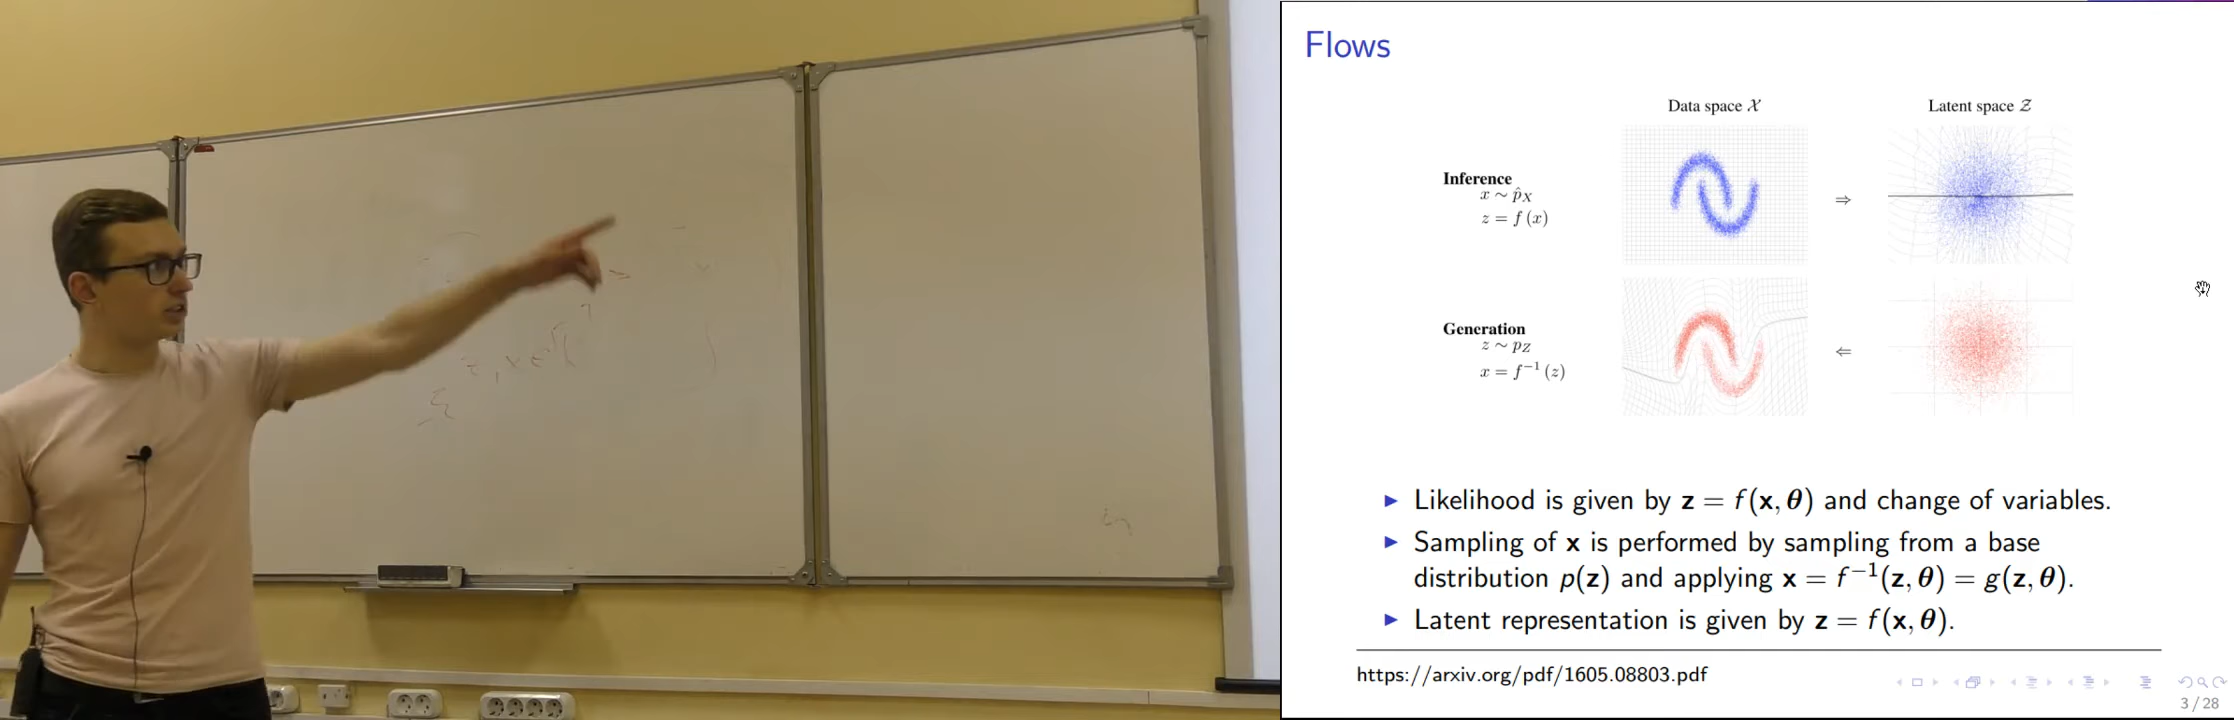 Flows
Data space 𝒳
Latent space 𝒵
Inference
x ∼ p̂_X
z = f (x)
⇒
Generation
z ∼ p_Z
x = f⁻¹ (z)
⇐
▶ Likelihood is given by z = f(x, θ) and change of variables.
▶ Sampling of x is performed by sampling from a base
distribution p(z) and applying x = f⁻¹(z, θ) = g(z, θ).
▶ Latent representation is given by z = f(x, θ).
https://arxiv.org/pdf/1605.08803.pdf
3 / 28